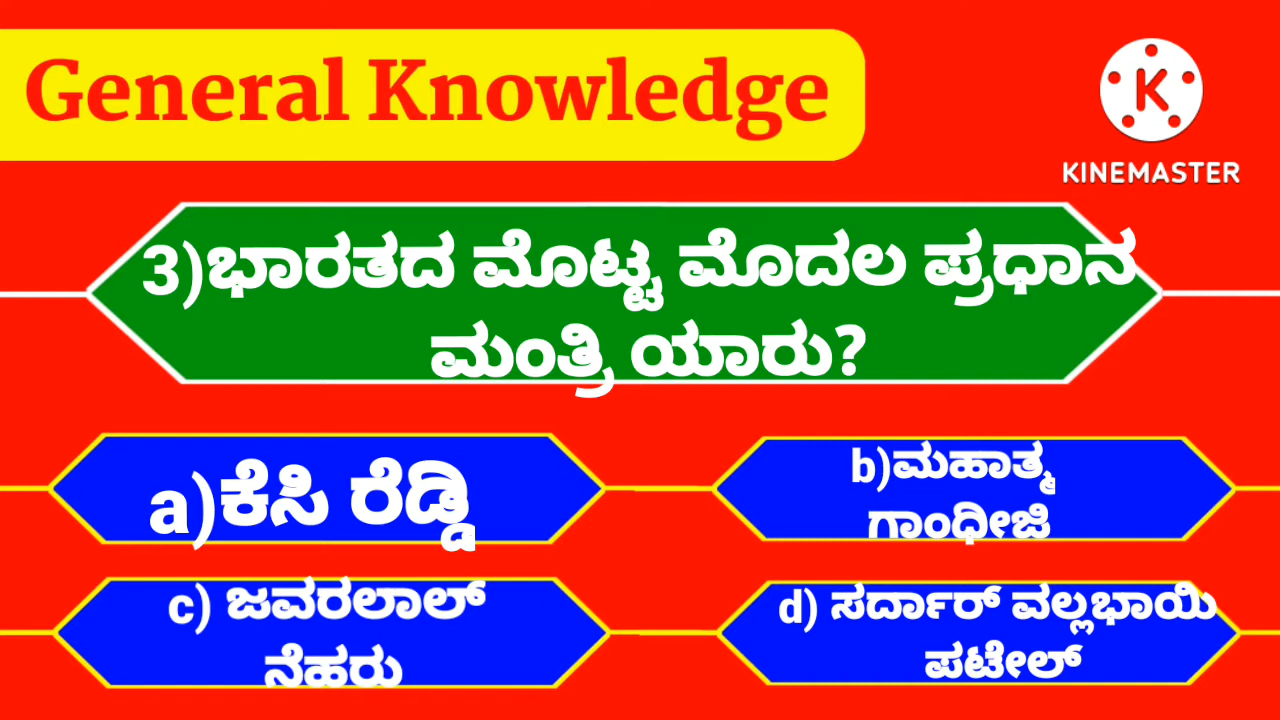 General Knowledge
K
KINEMASTER
3)ಭಾರತದ ಮೊಟ್ಟ ಮೊದಲ ಪ್ರಧಾನ
ಮಂತ್ರಿ ಯಾರು?
a)ಕೆಸಿ ರೆಡ್ಡಿ
b)ಮಹಾತ್ಮ
ಗಾಂಧೀಜಿ
c) ಜವರಲಾಲ್
ನೆಹರು
d) ಸರ್ದಾರ್ ವಲ್ಲಭಾಯಿ
ಪಟೇಲ್